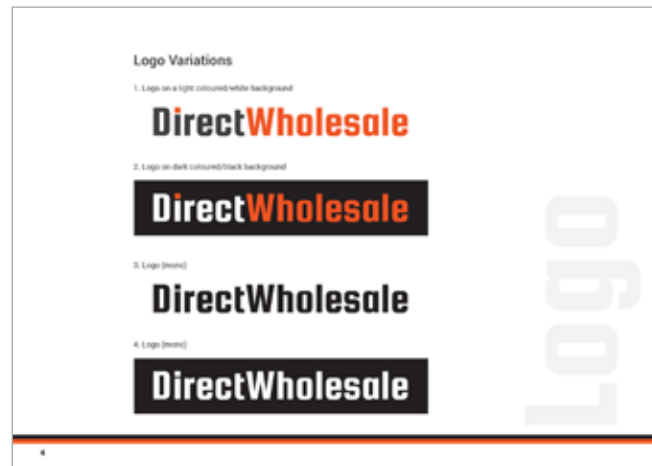 Logo Variations
1. Logo on a light coloured/white background
DirectWholesale
2. Logo on dark coloured/black background
DirectWholesale
3. Logo (mono)
DirectWholesale
4. Logo (mono)
DirectWholesale
Logo
4